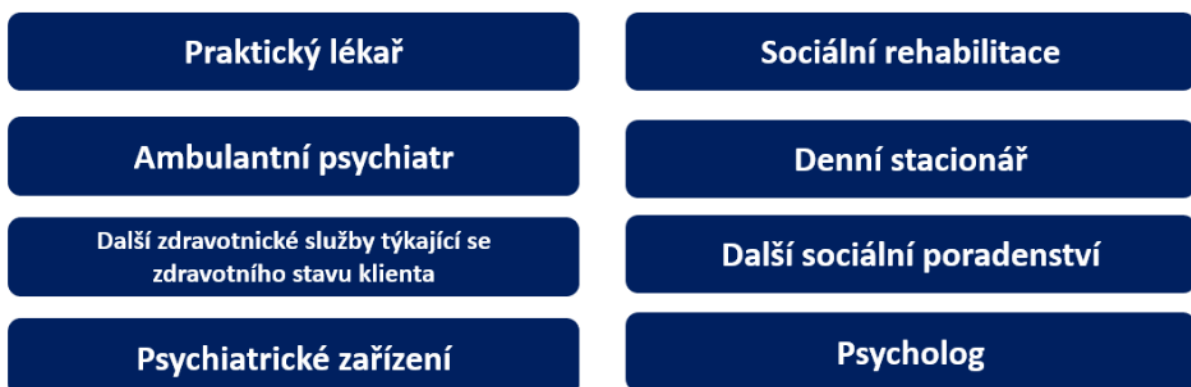 Praktický lékař
Sociální rehabilitace
Ambulantní psychiatr
Denní stacionář
Další zdravotnické služby týkající se
zdravotního stavu klienta
Další sociální poradenství
Psychiatrické zařízení
Psycholog